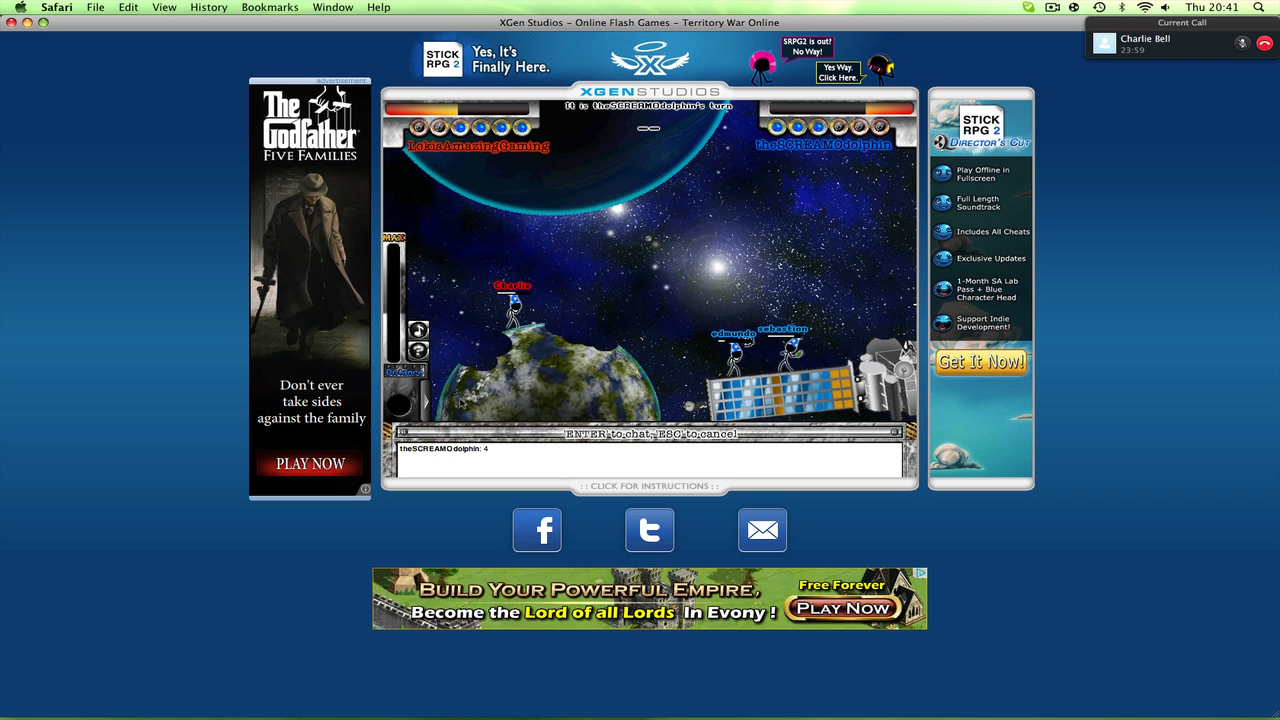 Safari File Edit View History Bookmarks Window Help Thu 20:41
XGen Studios - Online Flash Games - Territory War Online
Current Call
Charlie Bell
23:59
STICK
RPG 2
Yes, It's
Finally Here.
X
SRPG2 is out?
No Way!
Yes Way.
Click Here.
advertisement
The
Godfather
FIVE FAMILIES
Don't ever
take sides
against the family
PLAY NOW
XGENSTUDIOS
It is theSCREAMOdolphin's turn
LokisAmazingGaming
theSCREAMOdolphin
--
MAX
Charlie
edmundo
sebastion
'ENTER' to chat, 'ESC' to cancel
theSCREAMOdolphin: 4
: : CLICK FOR INSTRUCTIONS : :
STICK
RPG 2
DIRECTOR'S CUT
Play Offline in
Fullscreen
Full Length
Soundtrack
Includes All Cheats
Exclusive Updates
1-Month SA Lab
Pass + Blue
Character Head
Support Indie
Development!
Get It Now!
f
t
Build Your Powerful Empire,
Become the Lord of all Lords In Evony !
Free Forever
Play Now